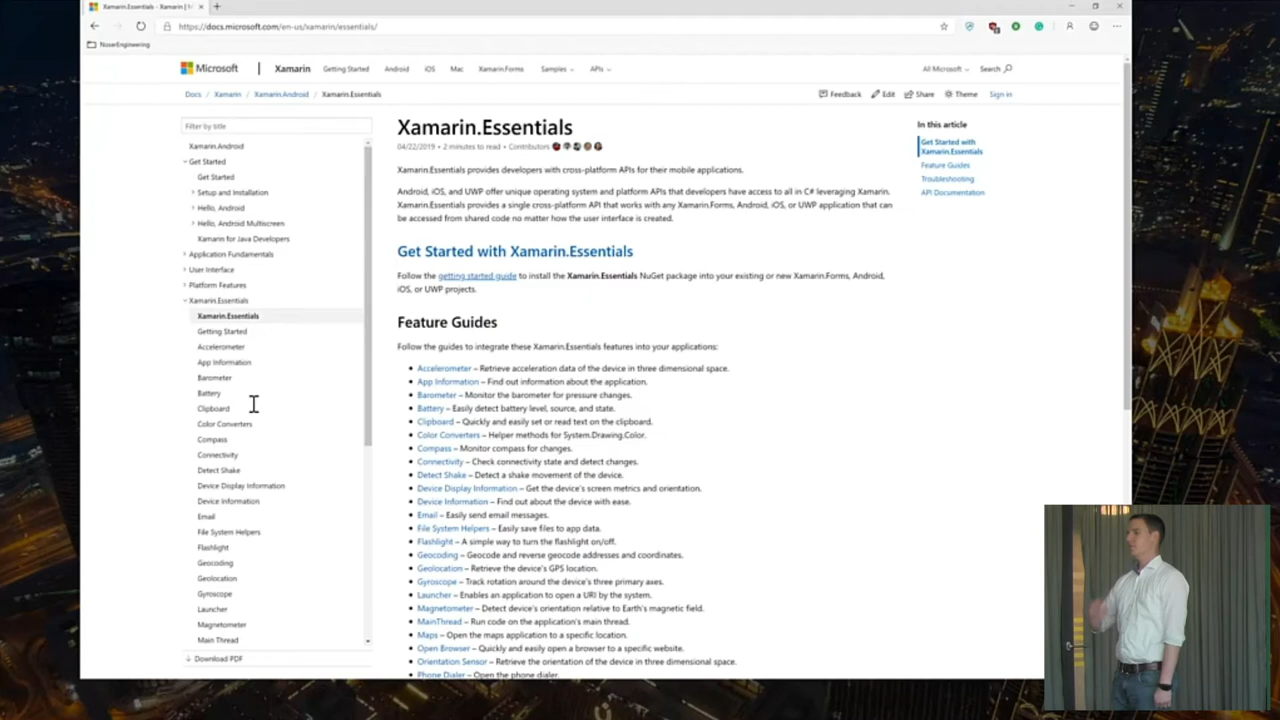 Xamarin.Essentials - Xamarin | M
https://docs.microsoft.com/en-us/xamarin/essentials/
NoserEngineering
Microsoft Xamarin Getting Started Android iOS Mac Xamarin.Forms Samples APIs All Microsoft Search
Docs / Xamarin / Xamarin.Android / Xamarin.Essentials Feedback Edit Share Theme Sign in
Filter by title
Xamarin.Android
Get Started
Get Started
Setup and Installation
Hello, Android
Hello, Android Multiscreen
Xamarin for Java Developers
Application Fundamentals
User Interface
Platform Features
Xamarin.Essentials
Xamarin.Essentials
Getting Started
Accelerometer
App Information
Barometer
Battery
Clipboard
Color Converters
Compass
Connectivity
Detect Shake
Device Display Information
Device Information
Email
File System Helpers
Flashlight
Geocoding
Geolocation
Gyroscope
Launcher
Magnetometer
Main Thread
Download PDF
Xamarin.Essentials
04/22/2019 • 2 minutes to read • Contributors
Xamarin.Essentials provides developers with cross-platform APIs for their mobile applications.
Android, iOS, and UWP offer unique operating system and platform APIs that developers have access to all in C# leveraging Xamarin.
Xamarin.Essentials provides a single cross-platform API that works with any Xamarin.Forms, Android, iOS, or UWP application that can
be accessed from shared code no matter how the user interface is created.
Get Started with Xamarin.Essentials
Follow the getting started guide to install the Xamarin.Essentials NuGet package into your existing or new Xamarin.Forms, Android,
iOS, or UWP projects.
Feature Guides
Follow the guides to integrate these Xamarin.Essentials features into your applications:
• Accelerometer – Retrieve acceleration data of the device in three dimensional space.
• App Information – Find out information about the application.
• Barometer – Monitor the barometer for pressure changes.
• Battery – Easily detect battery level, source, and state.
• Clipboard – Quickly and easily set or read text on the clipboard.
• Color Converters – Helper methods for System.Drawing.Color.
• Compass – Monitor compass for changes.
• Connectivity – Check connectivity state and detect changes.
• Detect Shake – Detect a shake movement of the device.
• Device Display Information – Get the device's screen metrics and orientation.
• Device Information – Find out about the device with ease.
• Email – Easily send email messages.
• File System Helpers – Easily save files to app data.
• Flashlight – A simple way to turn the flashlight on/off.
• Geocoding – Geocode and reverse geocode addresses and coordinates.
• Geolocation – Retrieve the device's GPS location.
• Gyroscope – Track rotation around the device's three primary axes.
• Launcher – Enables an application to open a URI by the system.
• Magnetometer – Detect device's orientation relative to Earth's magnetic field.
• MainThread – Run code on the application's main thread.
• Maps – Open the maps application to a specific location.
• Open Browser – Quickly and easily open a browser to a specific website.
• Orientation Sensor – Retrieve the orientation of the device in three dimensional space.
• Phone Dialer – Open the phone dialer.
In this article
Get Started with
Xamarin.Essentials
Feature Guides
Troubleshooting
API Documentation